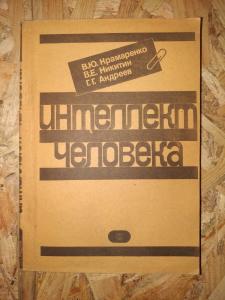 В.Ю. Крамаренко
В.Е. Никитин
Г.Г. Андреев
интеллект
человека